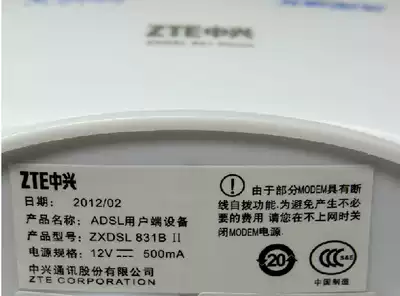 ZTE中兴
ZTE中兴
日期: 2012/02
产品名称: ADSL用户端设备
产品型号: ZXDSL 831B II
电源规格: 12V⎓ 500mA
中兴通讯股份有限公司
ZTE CORPORATION
! 由于部分MODEM具有断
线自拨功能,为避免产生不必
要的费用 请您在不上网时关
闭MODEM电源.
20
CCC S&E
中国制造